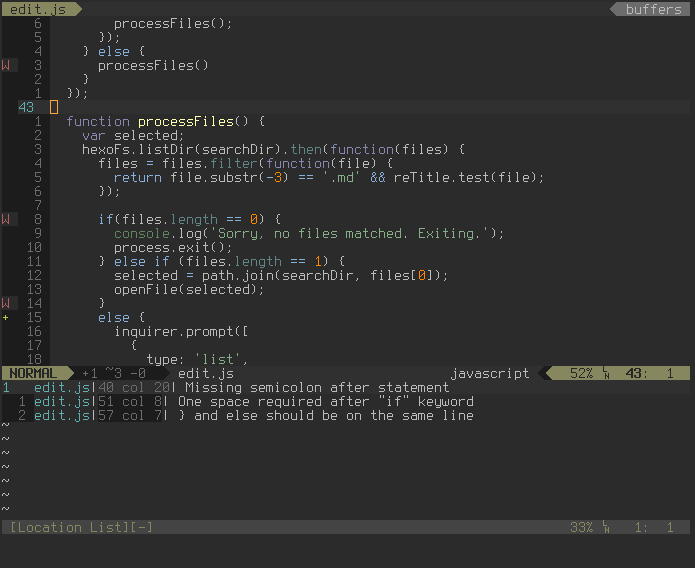 edit.js buffers
6 processFiles();
5 });
4 } else {
W 3 processFiles()
2 }
1 });
43
1 function processFiles() {
2 var selected;
3 hexoFs.listDir(searchDir).then(function(files) {
4 files = files.filter(function(file) {
5 return file.substr(-3) == '.md' && reTitle.test(file);
6 });
7
W 8 if(files.length == 0) {
9 console.log('Sorry, no files matched. Exiting.');
10 process.exit();
11 } else if (files.length == 1) {
12 selected = path.join(searchDir, files[0]);
13 openFile(selected);
W 14 }
+ 15 else {
16 inquirer.prompt([
17 {
18 type: 'list',
NORMAL +1 ~3 -0 edit.js javascript 52% LN 43: 1
1 edit.js|40 col 20| Missing semicolon after statement
1 edit.js|51 col 8| One space required after "if" keyword
2 edit.js|57 col 7| } and else should be on the same line
~
~
~
~
~
~
~
[Location List][-] 33% LN 1: 1